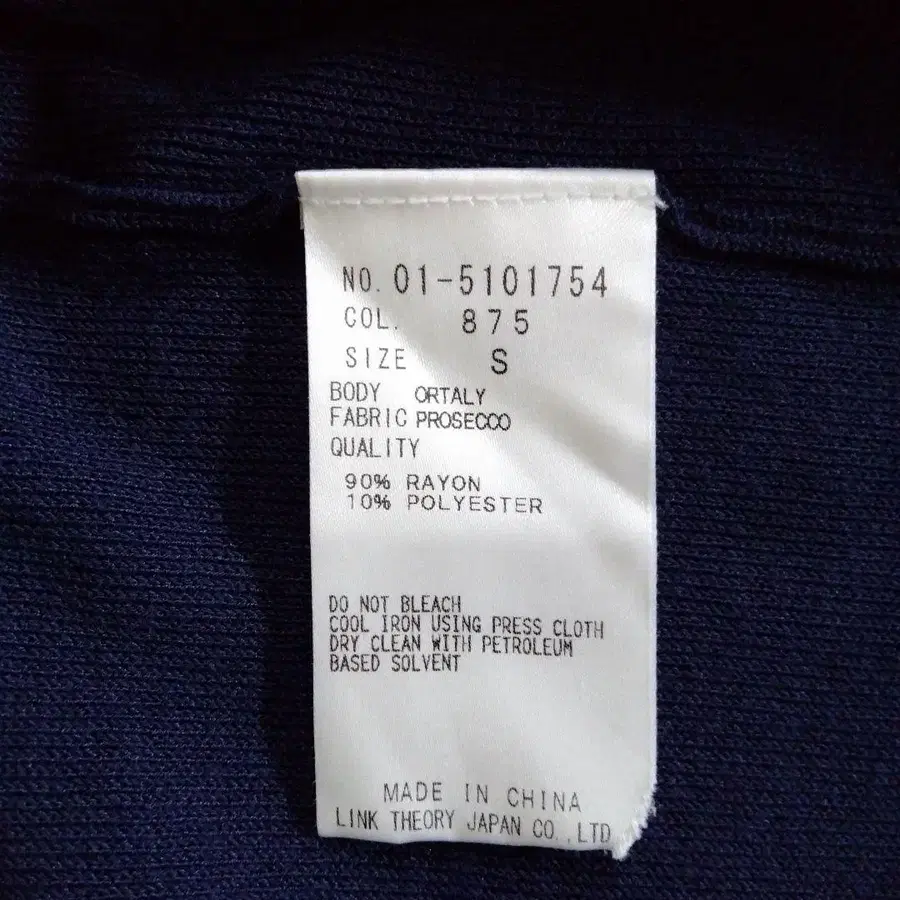 NO. 01-5101754
COL. 875
SIZE S
BODY ORTALY
FABRIC PROSECCO
QUALITY
90% RAYON
10% POLYESTER
DO NOT BLEACH
COOL IRON USING PRESS CLOTH
DRY CLEAN WITH PETROLEUM
BASED SOLVENT
MADE IN CHINA
LINK THEORY JAPAN CO.,LTD